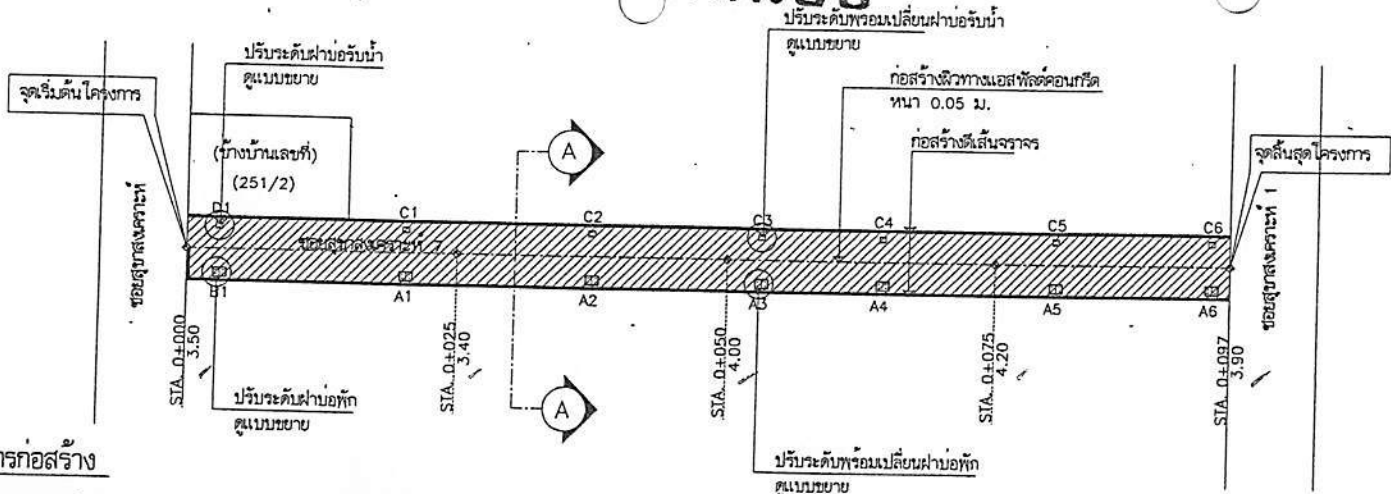 ปรับระดับพร้อมเปลี่ยนฝาบ่อรับน้ำ
ดูแบบขยาย
ปรับระดับฝาบ่อรับน้ำ
ดูแบบขยาย
จุดเริ่มต้นโครงการ
ก่อสร้างผิวทางแอสฟัลต์คอนกรีต
หนา 0.05 ม.
ก่อสร้างตีเส้นจราจร
จุดสิ้นสุดโครงการ
(ข้างบ้านเลขที่)
(251/2)
A
ซอยสุขาสงเคราะห์
ซอยสุขาสงเคราะห์ 1
D1
C1
C2
C3
C4
C5
C6
ซอยสุขาสงเคราะห์ 7
B1
A1
A2
A3
A4
A5
A6
STA. 0+000
3.50
STA. 0+025
3.40
STA. 0+050
4.00
STA. 0+075
4.20
STA. 0+097
3.90
ปรับระดับฝาบ่อพัก
ดูแบบขยาย
A
ปรับระดับพร้อมเปลี่ยนฝาบ่อพัก
ดูแบบขยาย
ก่อสร้าง